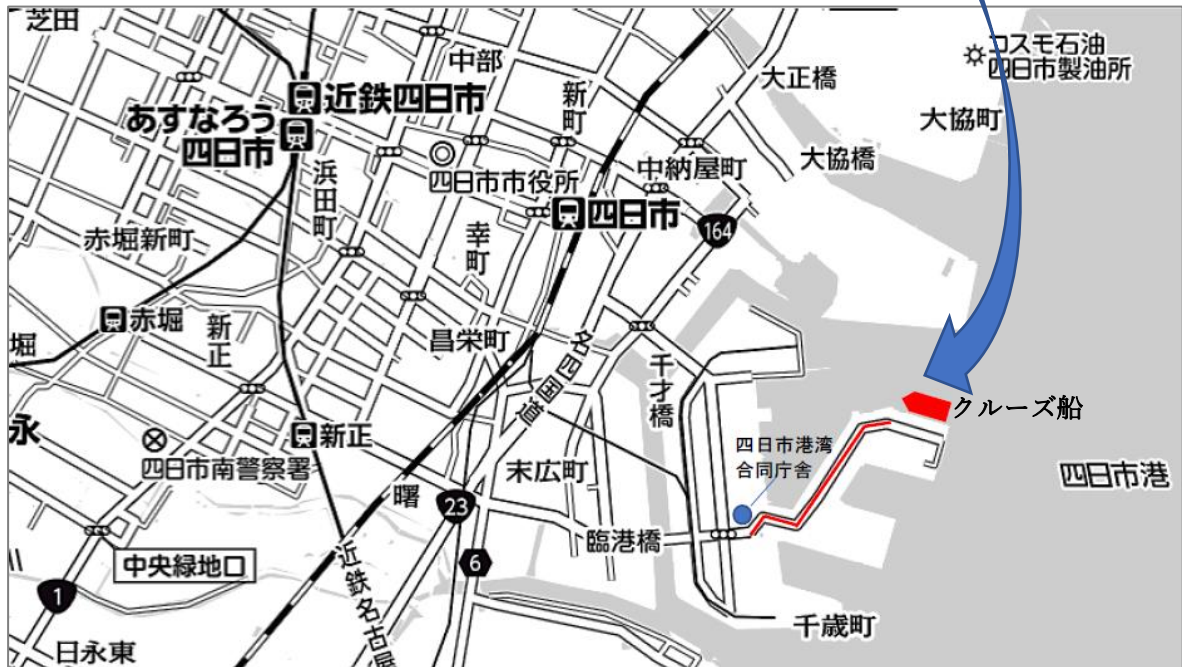 芝田
中部
コスモ石油
四日市製油所
近鉄四日市
新町
大正橋
大協町
あすなろう
四日市
大協橋
中納屋町
四日市市役所
浜田町
四日市
164
赤堀新町
幸町
赤堀
堀
新正
昌栄町
名四国道
千才橋
クルーズ船
永
新正
四日市南警察署
四日市港湾
合同庁舎
四日市港
末広町
曙
23
臨港橋
6
中央緑地口
近鉄名古屋
1
千歳町
日永東